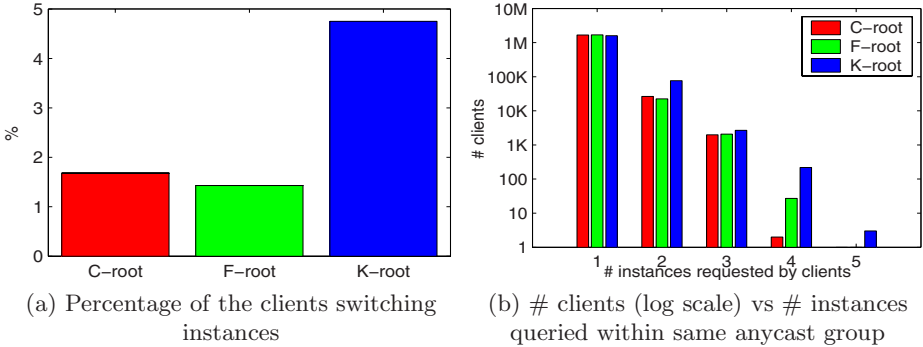 5
4
3
2
1
0
%
C−root
F−root
K−root
(a) Percentage of the clients switching
instances
10M
1M
100K
10K
1K
100
10
1
# clients
C−root
F−root
K−root
1
2
3
4
5
# instances requested by clients
(b) # clients (log scale) vs # instances
queried within same anycast group